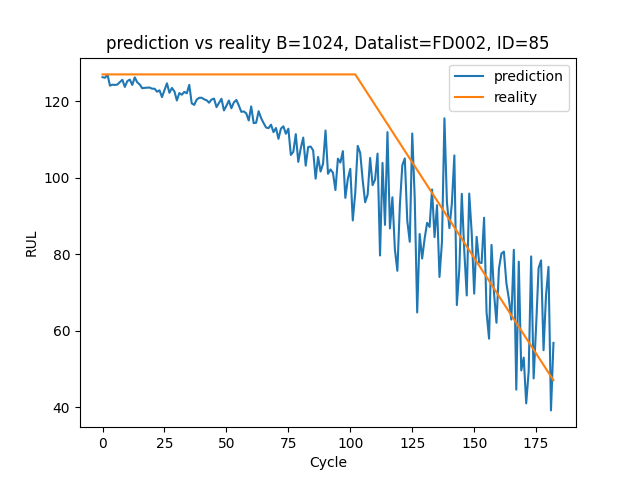 prediction vs reality B=1024, Datalist=FD002, ID=85
prediction
reality
RUL
120
100
80
60
40
0 25 50 75 100 125 150 175
Cycle